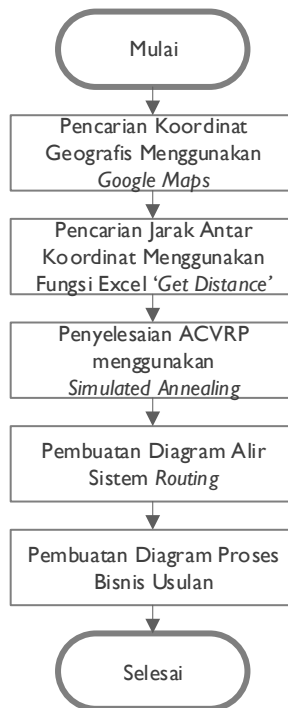 Mulai
Pencarian Koordinat
Geografis Menggunakan
Google Maps
Pencarian Jarak Antar
Koordinat Menggunakan
Fungsi Excel ‘Get Distance’
Penyelesaian ACVRP
menggunakan
Simulated Annealing
Pembuatan Diagram Alir
Sistem Routing
Pembuatan Diagram Proses
Bisnis Usulan
Selesai